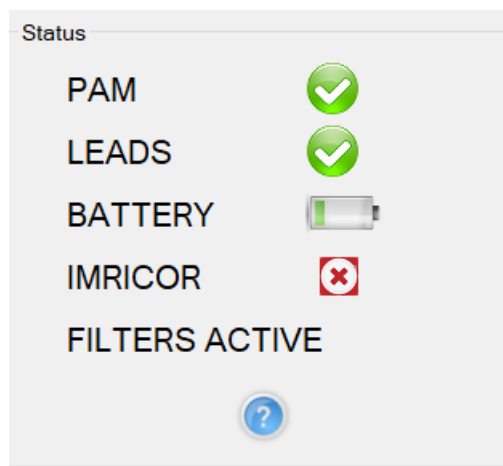 Status
PAM
LEADS
BATTERY
IMRICOR
FILTERS ACTIVE
?